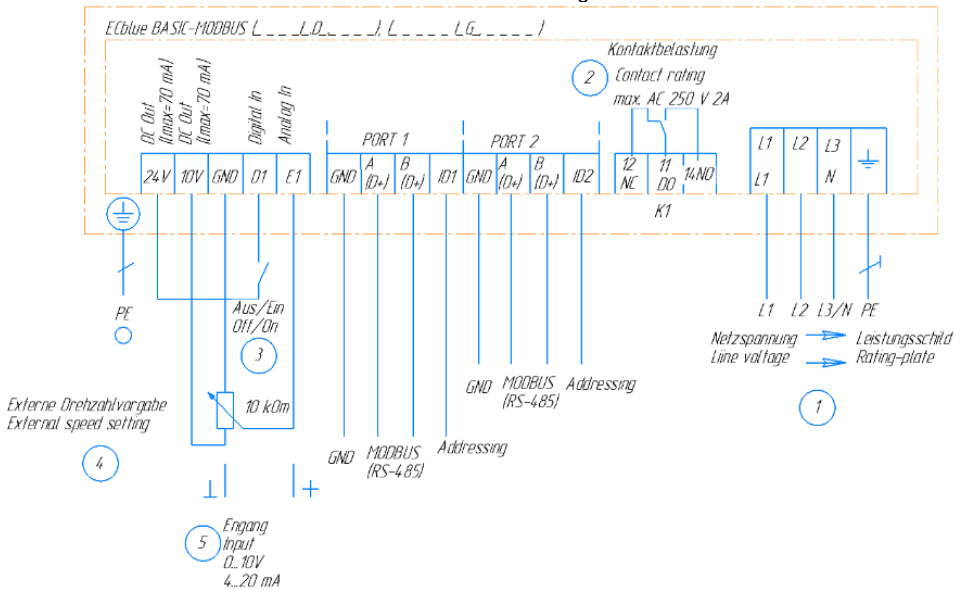 ECblue BASIC-MODBUS (_ _ _ _ _I_D_ _ _ _ _), (_ _ _ _ _ I_G_ _ _ _ _)
Kontaktbelastung
2 Contact rating
max. AC 250 V 2A
DC Out
(Imax=70 mA)
DC Out
(Imax=70 mA)
Digital In
Analog In
PORT 1
PORT 2
24V 10V GND D1 E1
GND A (D+) B (D+) ID1 GND A (D+) B (D+) ID2
12 NC 11 DO 14NO
K1
L1 L2 L3
L1 N
PE
Aus/Ein
Off/On
3
L1 L2 L3/N PE
Netzspannung Leistungsschild
Liine voltage Rating-plate
1
Externe Drehzahlvorgabe
External speed setting
4
10 kOm
GND MODBUS (RS-485) Addressing
GND MODBUS (RS-485) Addressing
5
Engang
Input
0...10V
4...20 mA